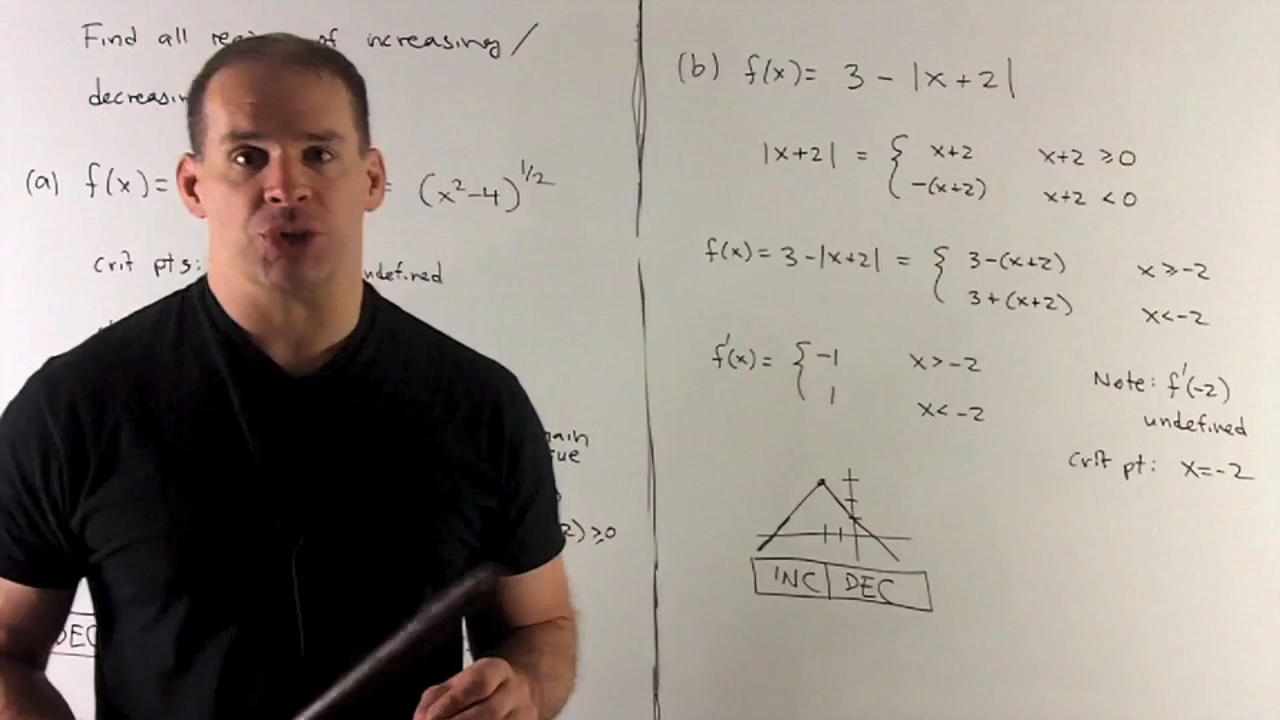 Find all of increasing /
(a) f(x) = = (x²-4)^1/2
crit pts:
(b) f(x) = 3 - |x+2|
|x+2| = { x+2 x+2 ≥ 0
-(x+2) x+2 < 0
f(x) = 3 - |x+2| = { 3-(x+2) x ≥ -2
3+(x+2) x < -2
f'(x) = { -1 x > -2
1 x < -2
Note: f'(-2)
undefined
crit pt: x = -2
INC DEC
2) ≥ 0